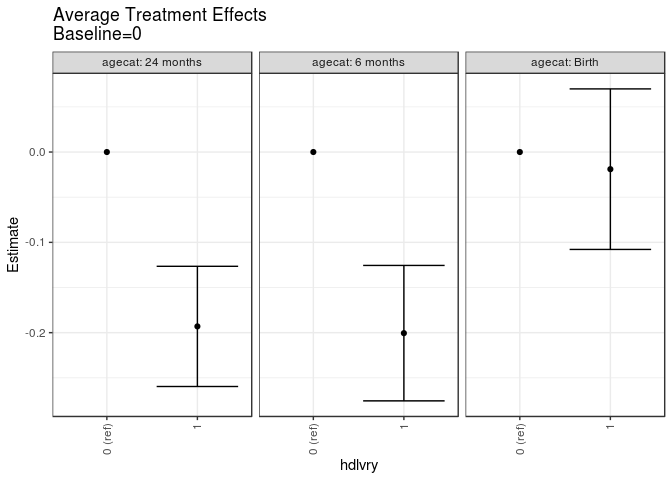 Average Treatment Effects
Baseline=0
agecat: 24 months
agecat: 6 months
agecat: Birth
0.0
-0.1
-0.2
Estimate
0 (ref)
1
0 (ref)
1
0 (ref)
1
hdlvry